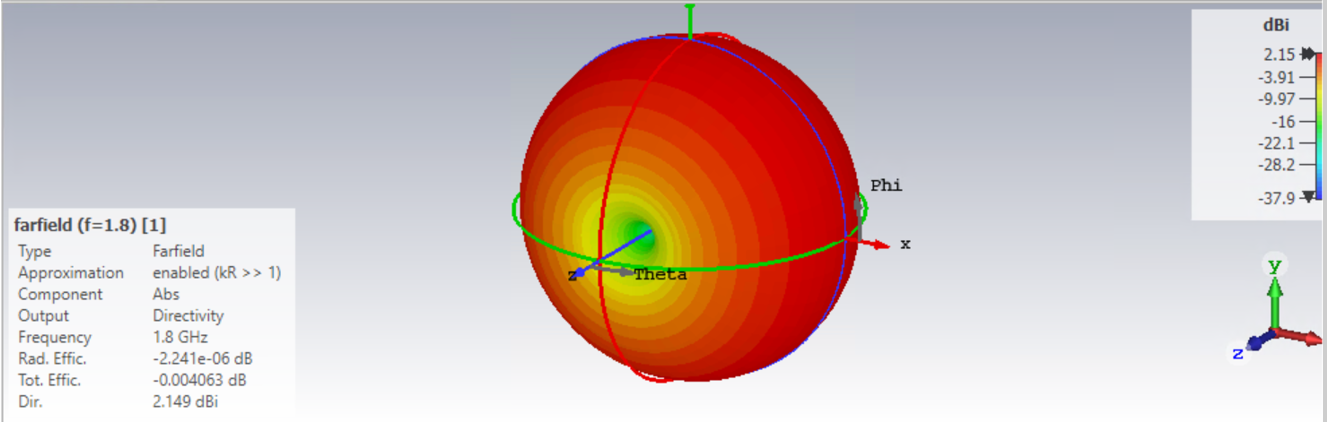 dBi
2.15
-3.91
-9.97
-16
-22.1
-28.2
-37.9
Phi
x
z
Theta
y
z
farfield (f=1.8) [1]
Type Farfield
Approximation enabled (kR >> 1)
Component Abs
Output Directivity
Frequency 1.8 GHz
Rad. Effic. -2.241e-06 dB
Tot. Effic. -0.004063 dB
Dir. 2.149 dBi